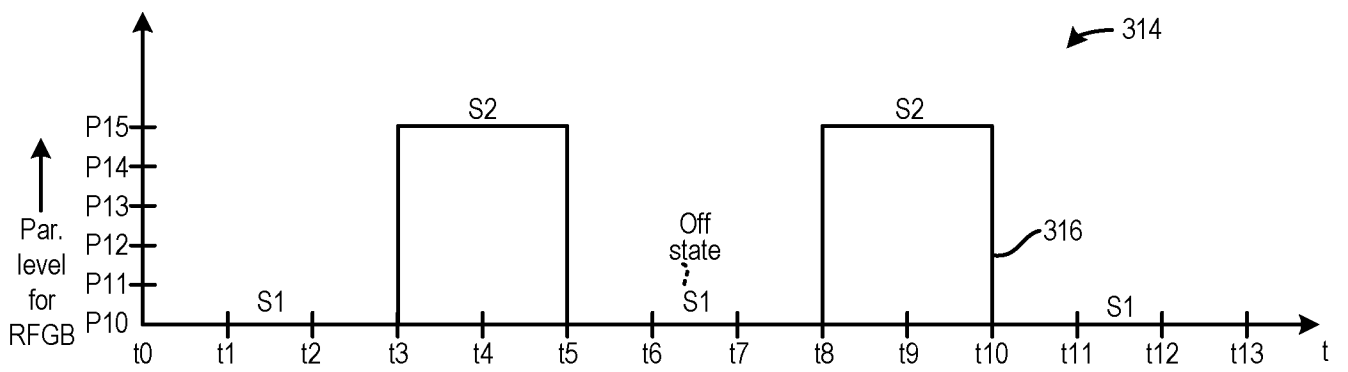 314
S2
S2
P15
P14
P13
P12
P11
P10
Par.
level
for
RFGB
Off
state
316
S1
S1
S1
t0
t1
t2
t3
t4
t5
t6
t7
t8
t9
t10
t11
t12
t13
t